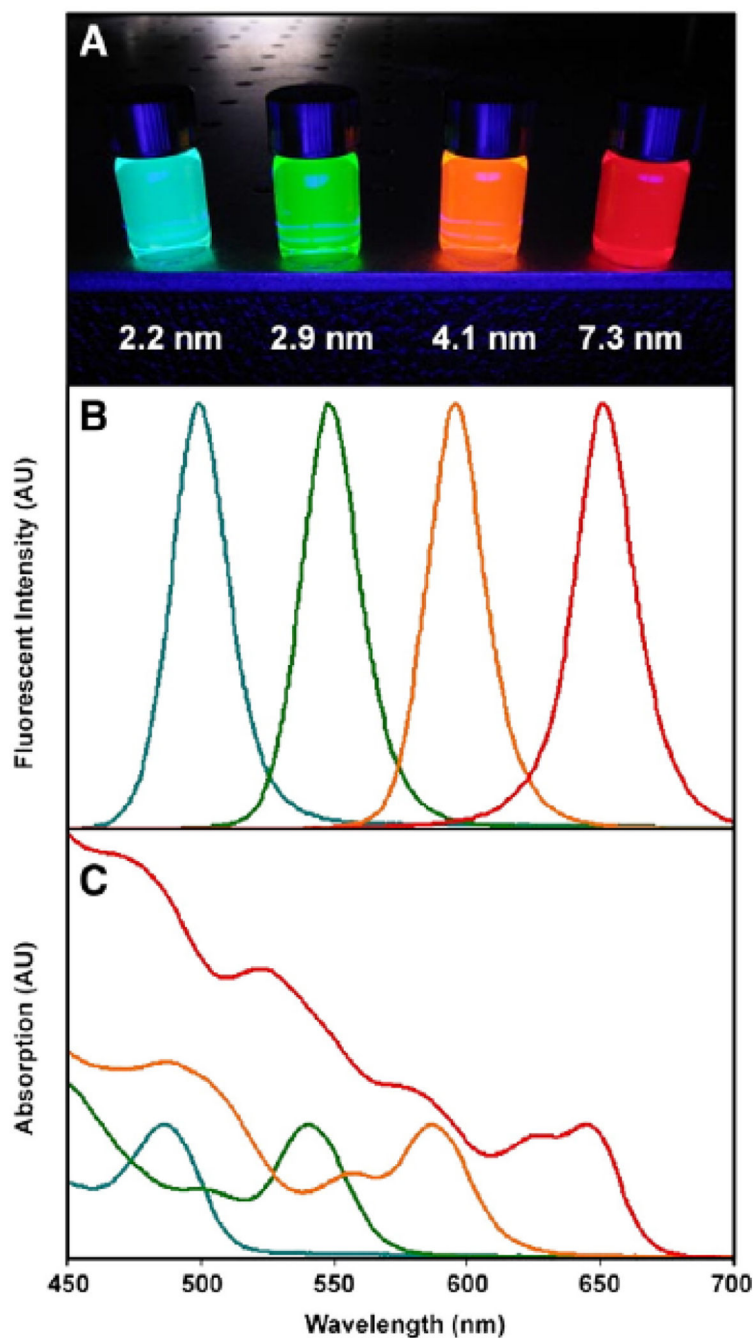 A
2.2 nm 2.9 nm 4.1 nm 7.3 nm
B
Fluorescent Intensity (AU)
C
Absorption (AU)
450 500 550 600 650 700
Wavelength (nm)